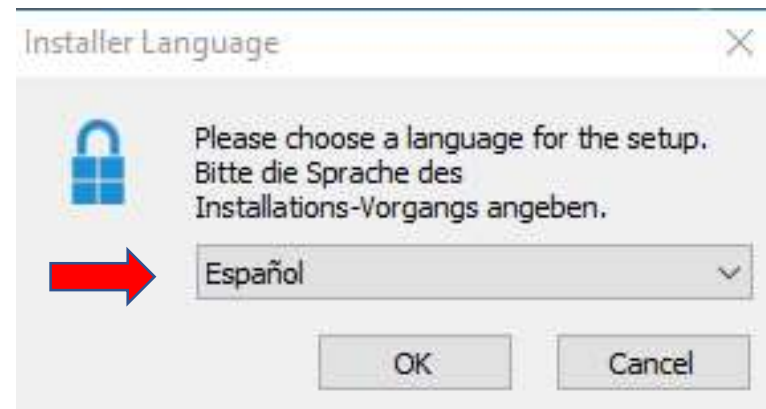 Installer Language
Please choose a language for the setup.
Bitte die Sprache des
Installations-Vorgangs angeben.
Español
OK
Cancel